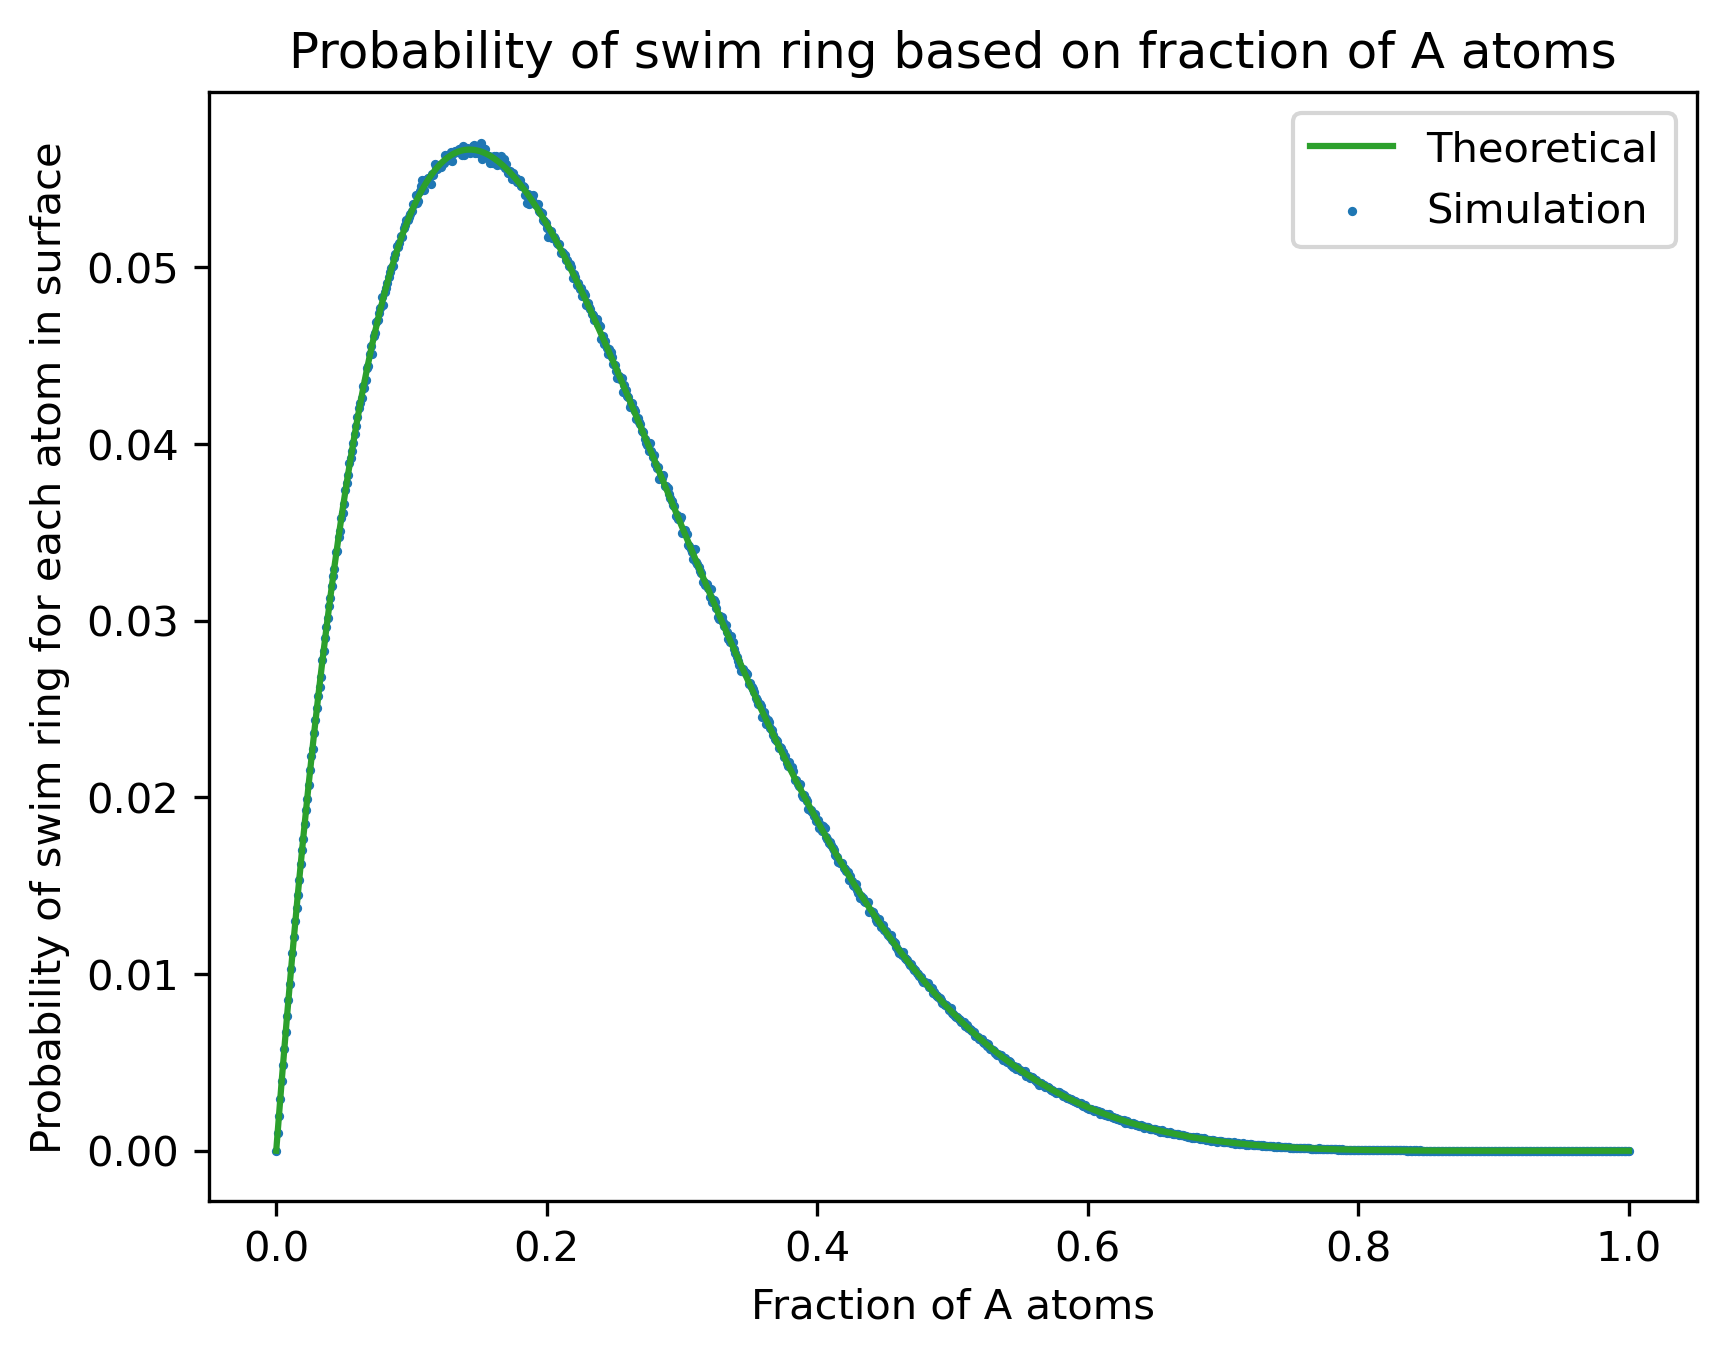 Probability of swim ring based on fraction of A atoms
Theoretical
Simulation
Probability of swim ring for each atom in surface
0.05
0.04
0.03
0.02
0.01
0.00
0.0 0.2 0.4 0.6 0.8 1.0
Fraction of A atoms